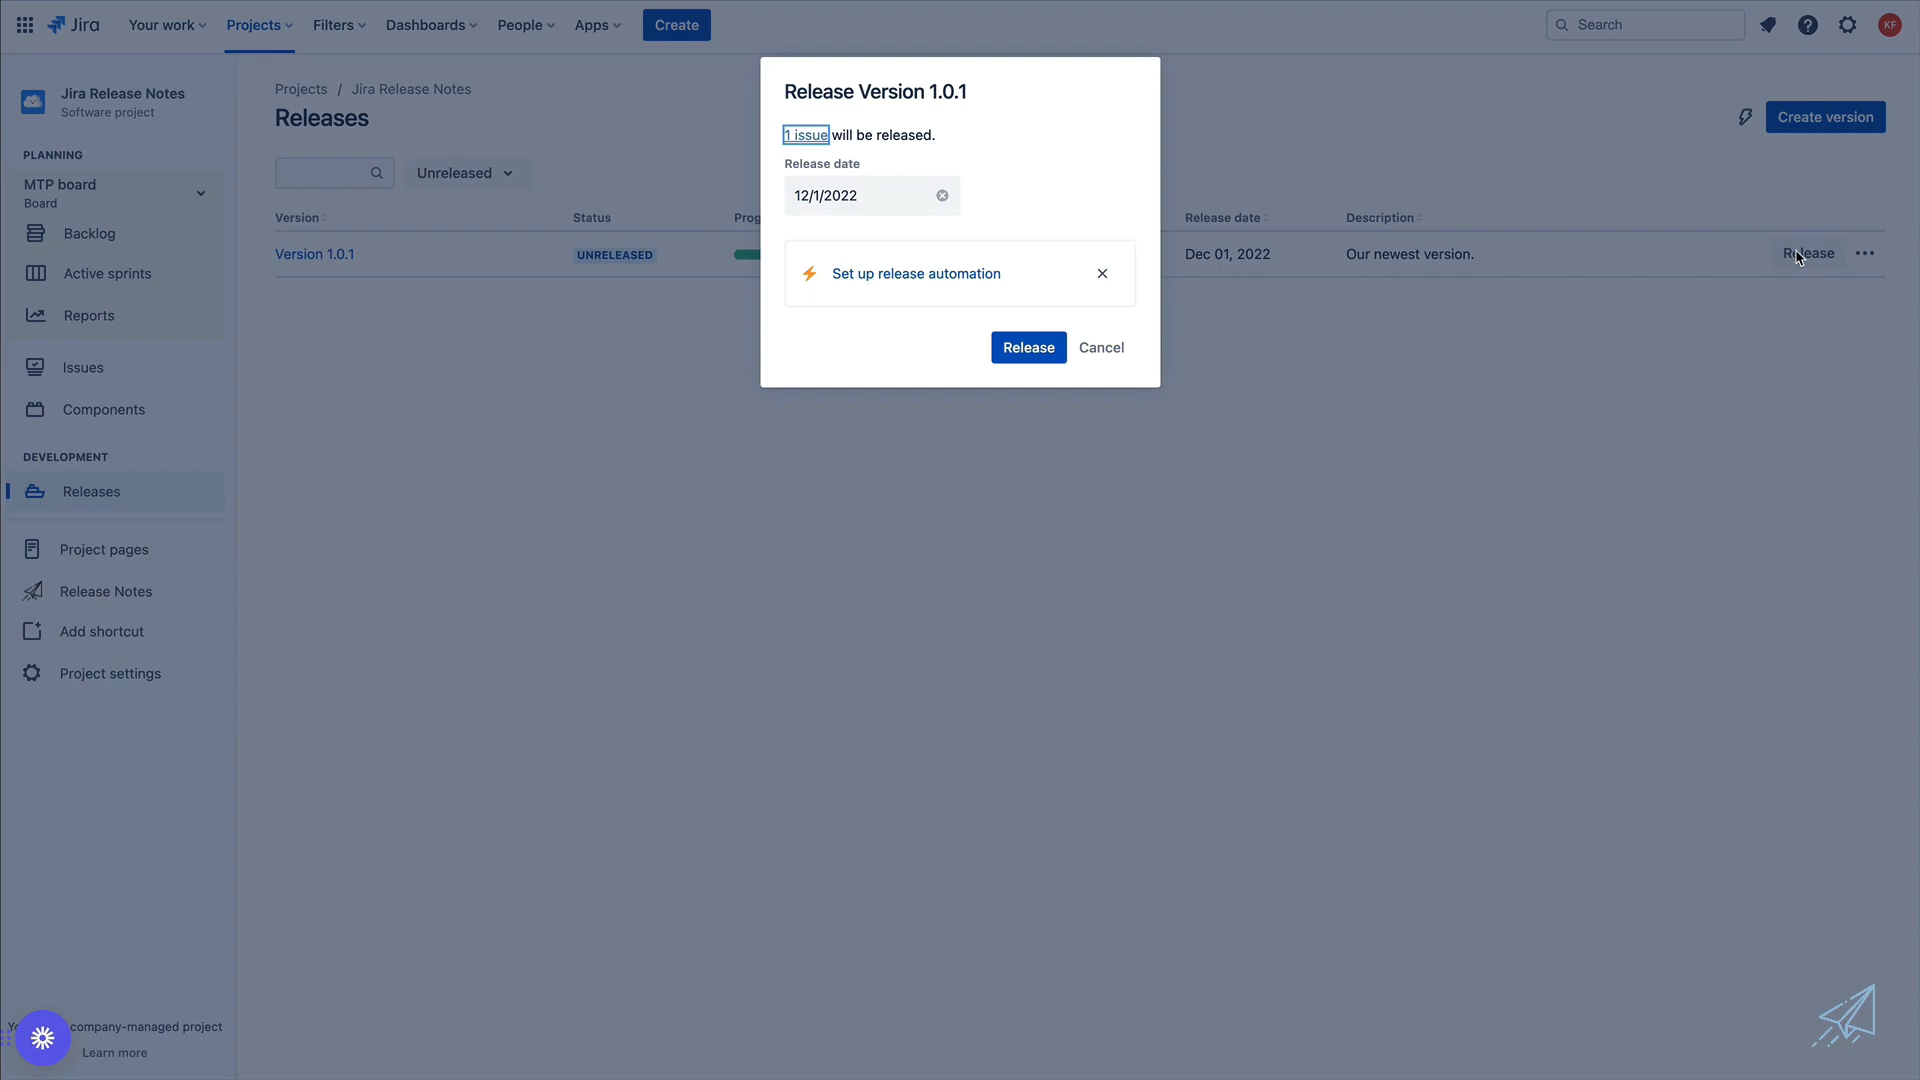 Jira
Your work
Projects
Filters
Dashboards
People
Apps
Create
Search
KF
Jira Release Notes
Software project
PLANNING
MTP board
Board
Backlog
Active sprints
Reports
Issues
Components
DEVELOPMENT
Releases
Project pages
Release Notes
Add shortcut
Project settings
company-managed project
Learn more
Projects / Jira Release Notes
Releases
Create version
Unreleased
Version Status Prog Release date Description
Version 1.0.1 UNRELEASED Dec 01, 2022 Our newest version. Release
Release Version 1.0.1
1 issue will be released.
Release date
12/1/2022
Set up release automation
Release Cancel